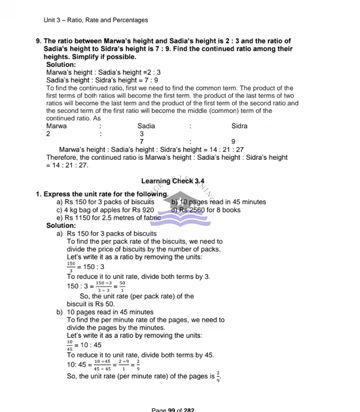 Unit 3 – Ratio, Rate and Percentages
9. The ratio between Marwa's height and Sadia's height is 2 : 3 and the ratio of
Sadia's height to Sidra's height is 7 : 9. Find the continued ratio among their
heights. Simplify if possible.
Solution:
Marwa's height : Sadia's height =2 : 3
Sadia's height : Sidra's height = 7 : 9
To find the continued ratio, first we need to find the common term. The product of the
first terms of both ratios will become the first term. the product of the last terms of two
ratios will become the last term and the product of the first term of the second ratio and
the second term of the first ratio will become the middle (common) term of the
continued ratio. As
Marwa : Sadia : Sidra
2 : 3
7 : 9
Marwa's height : Sadia's height : Sidra's height = 14 : 21 : 27
Therefore, the continued ratio is Marwa's height : Sadia's height : Sidra's height
= 14 : 21 : 27.
Learning Check 3.4
1. Express the unit rate for the following.
a) Rs 150 for 3 packs of biscuits b) 10 pages read in 45 minutes
c) 4 kg bag of apples for Rs 920 d) Rs 2560 for 8 books
e) Rs 1150 for 2.5 metres of fabric
Solution:
a) Rs 150 for 3 packs of biscuits
To find the per pack rate of the biscuits, we need to
divide the price of biscuits by the number of packs.
Let's write it as a ratio by removing the units:
150/3 = 150 : 3
To reduce it to unit rate, divide both terms by 3.
150 : 3 = 150 ÷3/3 ÷ 3 = 50/1
So, the unit rate (per pack rate) of the
biscuit is Rs 50.
b) 10 pages read in 45 minutes
To find the per minute rate of the pages, we need to
divide the pages by the minutes.
Let's write it as a ratio by removing the units:
10/45 = 10 : 45
To reduce it to unit rate, divide both terms by 45.
10: 45 = 10 ÷45/45 ÷ 45 = 2 ÷9/1 = 2/9
So, the unit rate (per minute rate) of the pages is 2/9.
Page 99 of 282